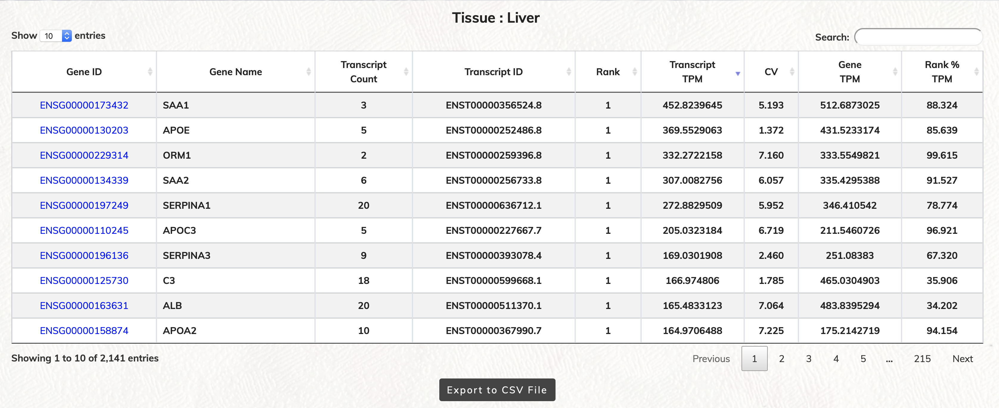 Tissue : Liver
Show 10 entries
Search:
Gene ID Gene Name Transcript Count Transcript ID Rank Transcript TPM CV Gene TPM Rank % TPM
ENSG00000173432 SAA1 3 ENST00000356524.8 1 452.8239645 5.193 512.6873025 88.324
ENSG00000130203 APOE 5 ENST00000252486.8 1 369.5529063 1.372 431.5233174 85.639
ENSG00000229314 ORM1 2 ENST00000259396.8 1 332.2722158 7.160 333.5549821 99.615
ENSG00000134339 SAA2 6 ENST00000256733.8 1 307.0082756 6.057 335.4295388 91.527
ENSG00000197249 SERPINA1 20 ENST00000636712.1 1 272.8829509 5.952 346.410542 78.774
ENSG00000110245 APOC3 5 ENST00000227667.7 1 205.0323184 6.719 211.5460726 96.921
ENSG00000196136 SERPINA3 9 ENST00000393078.4 1 169.0301908 2.460 251.08383 67.320
ENSG00000125730 C3 18 ENST00000599668.1 1 166.974806 1.785 465.0304903 35.906
ENSG00000163631 ALB 20 ENST00000511370.1 1 165.4833123 7.064 483.8395294 34.202
ENSG00000158874 APOA2 10 ENST00000367990.7 1 164.9706488 7.225 175.2142719 94.154
Showing 1 to 10 of 2,141 entries
Previous 1 2 3 4 5 ... 215 Next
Export to CSV File